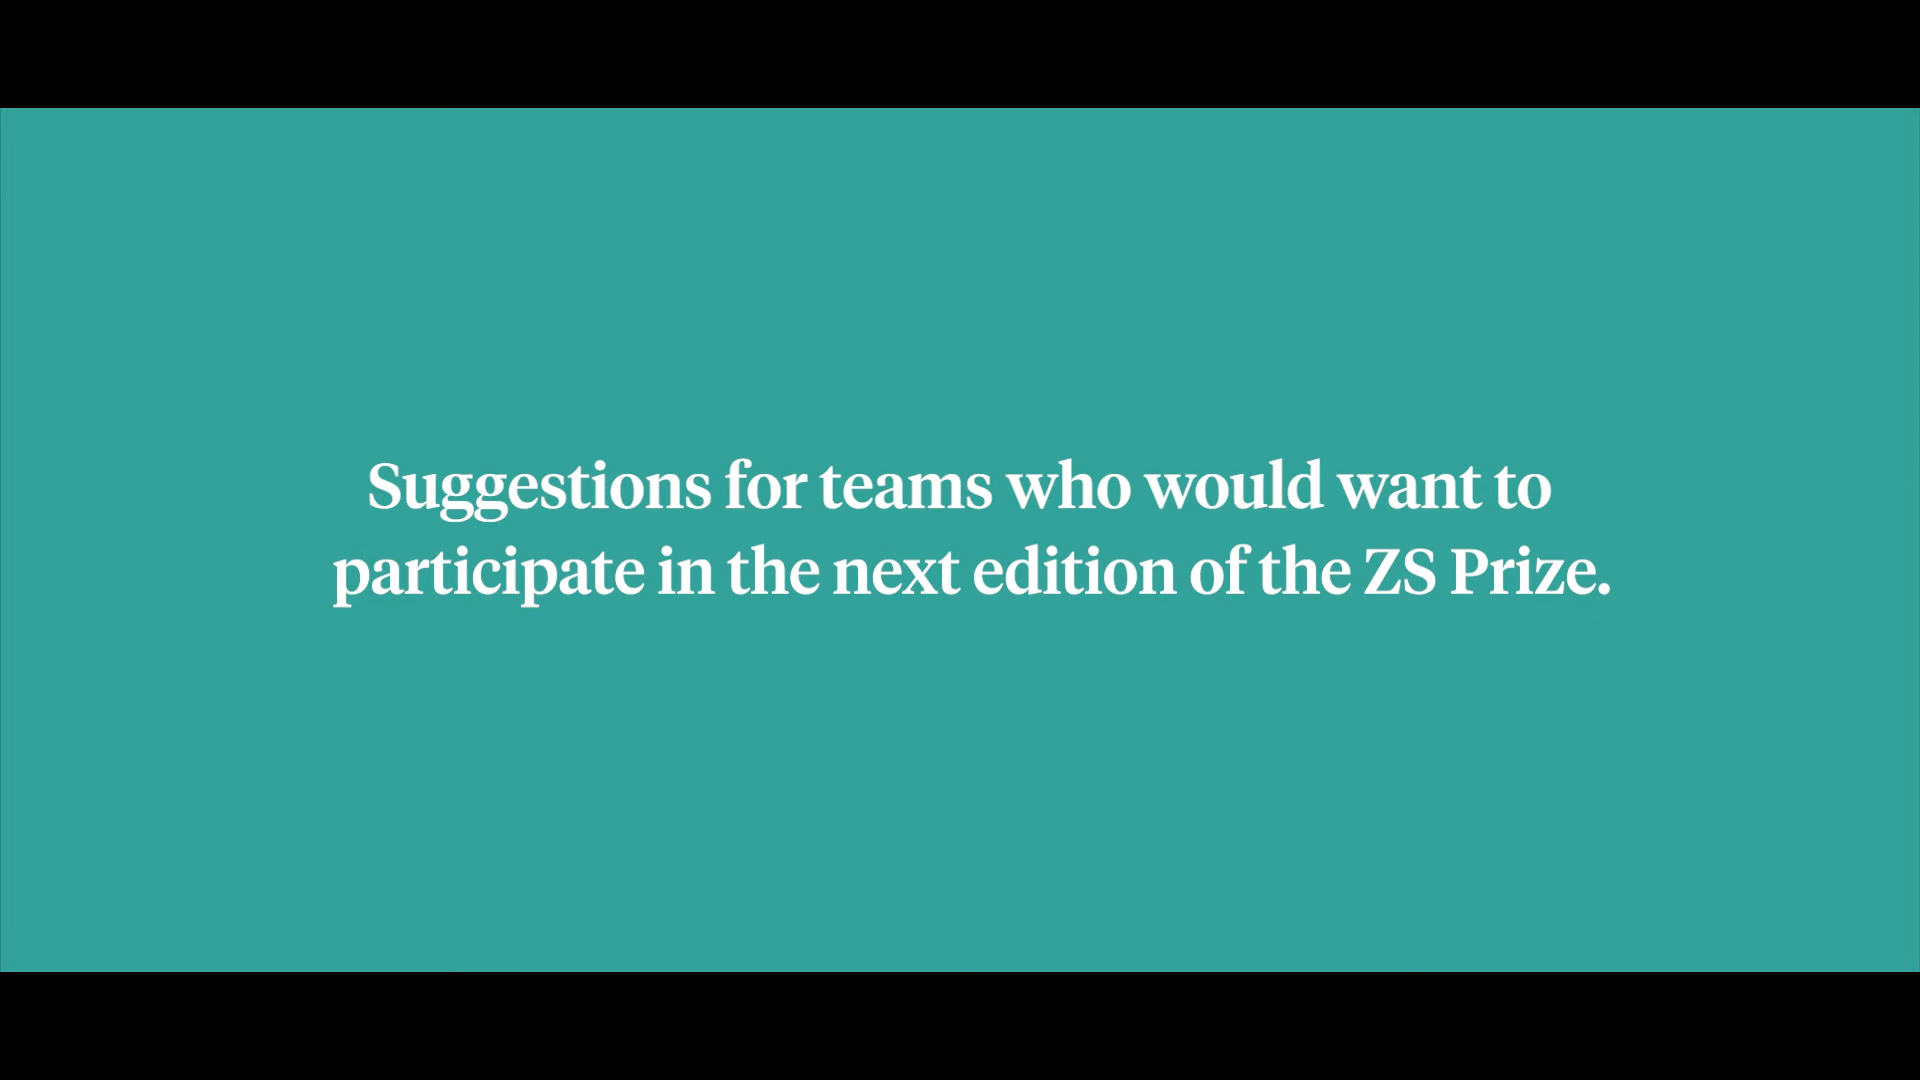 Suggestions for teams who would want to
participate in the next edition of the ZS Prize.